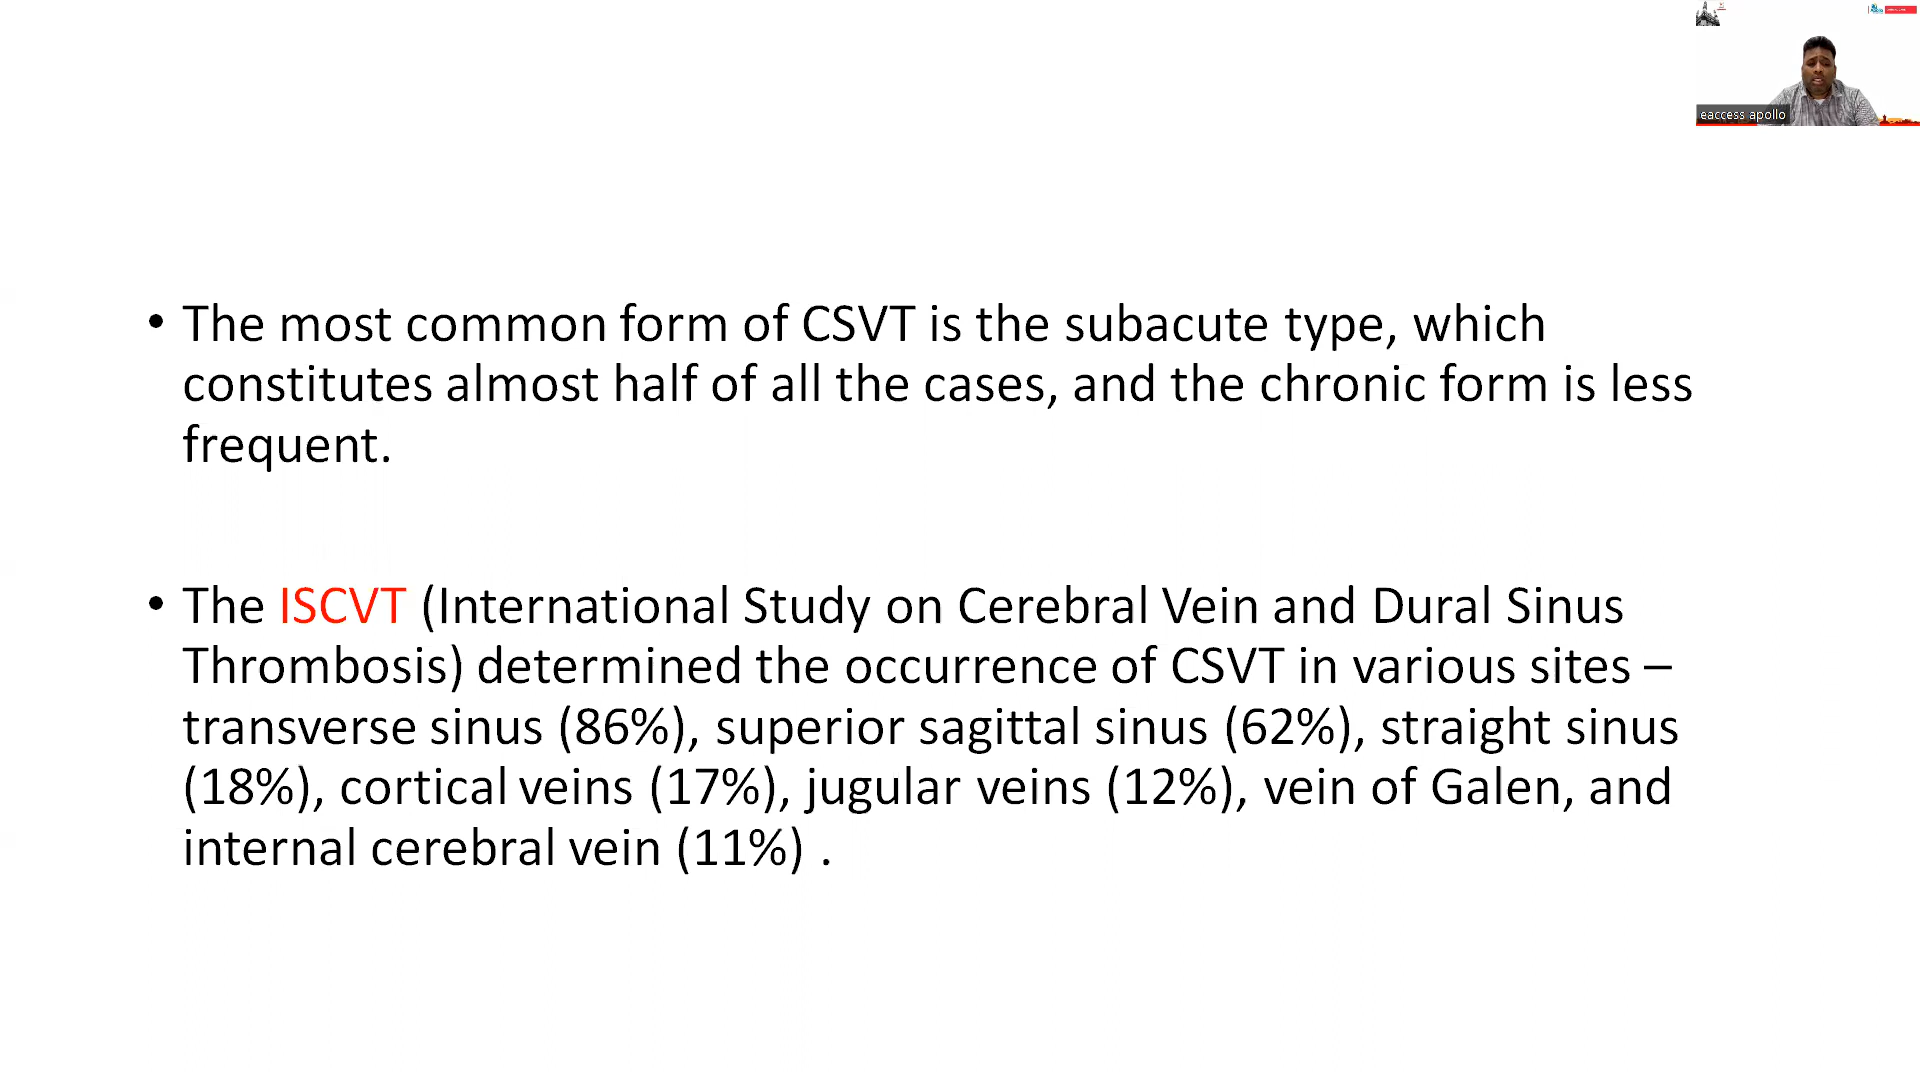 eaccess apollo
• The most common form of CSVT is the subacute type, which
constitutes almost half of all the cases, and the chronic form is less
frequent.
• The ISCVT (International Study on Cerebral Vein and Dural Sinus
Thrombosis) determined the occurrence of CSVT in various sites –
transverse sinus (86%), superior sagittal sinus (62%), straight sinus
(18%), cortical veins (17%), jugular veins (12%), vein of Galen, and
internal cerebral vein (11%) .